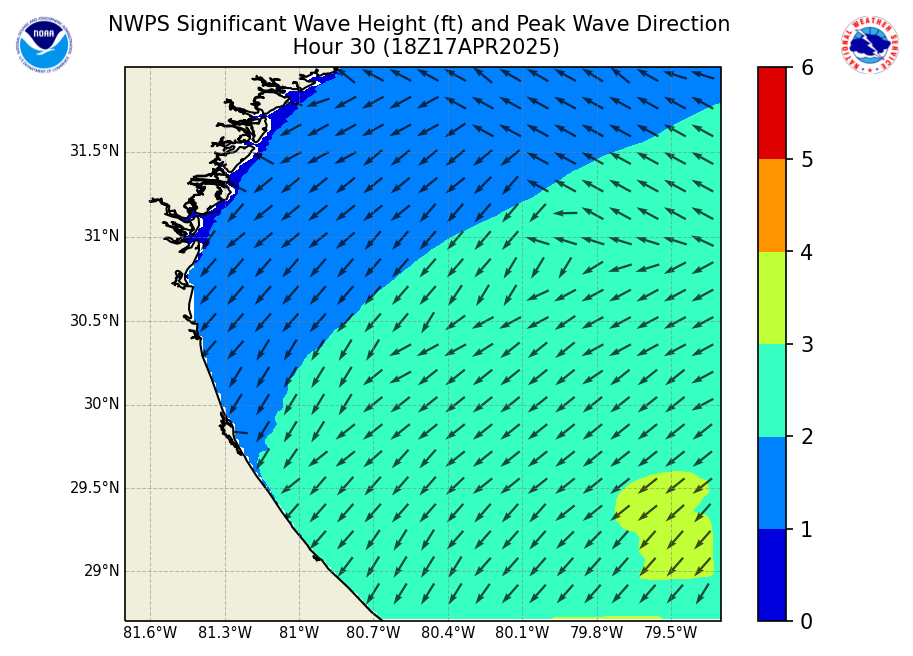 NWPS Significant Wave Height (ft) and Peak Wave Direction
Hour 30 (18Z17APR2025)
NOAA
NATIONAL WEATHER SERVICE
31.5°N
31°N
30.5°N
30°N
29.5°N
29°N
81.6°W 81.3°W 81°W 80.7°W 80.4°W 80.1°W 79.8°W 79.5°W
6
5
4
3
2
1
0